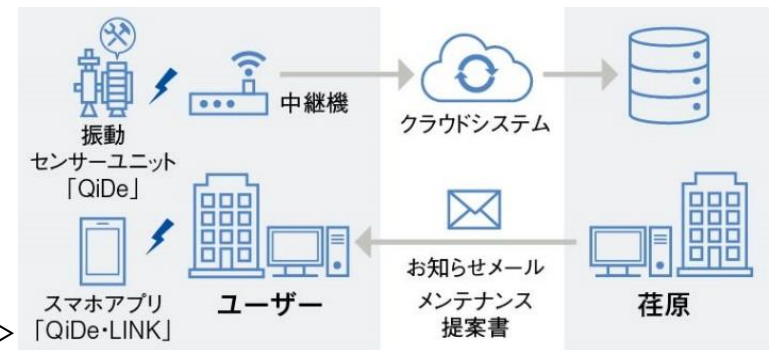 中継機
振動
センサーユニット
「QiDe」
クラウドシステム
スマホアプリ
「QiDe・LINK」
ユーザー
お知らせメール
メンテナンス
提案書
荏原
>